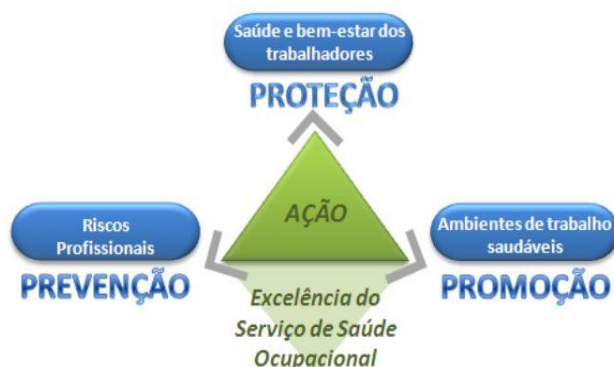 Saúde e bem-estar dos
trabalhadores
PROTEÇÃO
AÇÃO
Riscos
Profissionais
PREVENÇÃO
Ambientes de trabalho
saudáveis
PROMOÇÃO
Excelência do
Serviço de Saúde
Ocupacional